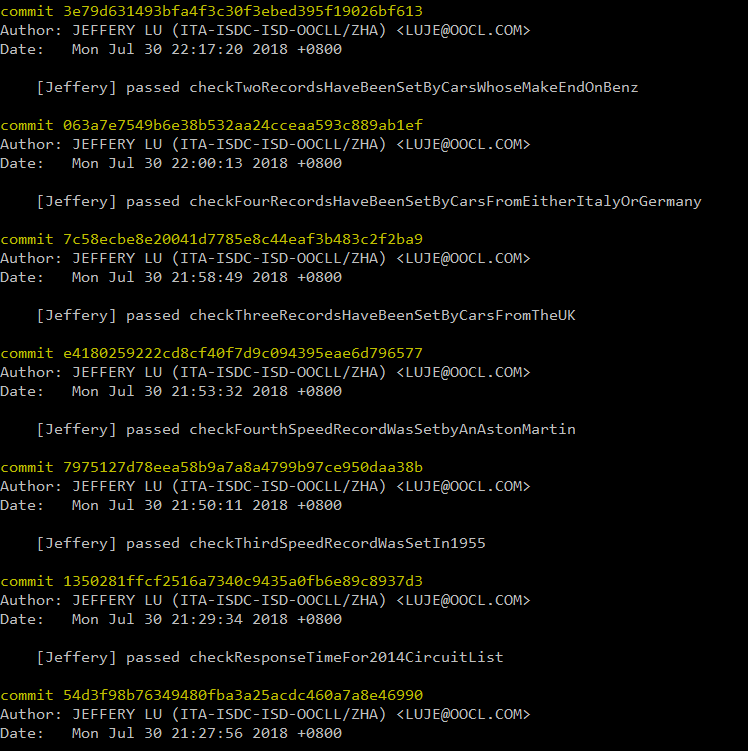 commit 3e79d631493bfa4f3c30f3ebed395f19026bf613
Author: JEFFERY LU (ITA-ISDC-ISD-OOCLL/ZHA) <LUJE@OOCL.COM>
Date:   Mon Jul 30 22:17:20 2018 +0800
    [Jeffery] passed checkTwoRecordsHaveBeenSetByCarsWhoseMakeEndOnBenz
commit 063a7e7549b6e38b532aa24cceaa593c889ab1ef
Author: JEFFERY LU (ITA-ISDC-ISD-OOCLL/ZHA) <LUJE@OOCL.COM>
Date:   Mon Jul 30 22:00:13 2018 +0800
    [Jeffery] passed checkFourRecordsHaveBeenSetByCarsFromEitherItalyOrGermany
commit 7c58ecbe8e20041d7785e8c44eaf3b483c2f2ba9
Author: JEFFERY LU (ITA-ISDC-ISD-OOCLL/ZHA) <LUJE@OOCL.COM>
Date:   Mon Jul 30 21:58:49 2018 +0800
    [Jeffery] passed checkThreeRecordsHaveBeenSetByCarsFromTheUK
commit e4180259222cd8cf40f7d9c094395eae6d796577
Author: JEFFERY LU (ITA-ISDC-ISD-OOCLL/ZHA) <LUJE@OOCL.COM>
Date:   Mon Jul 30 21:53:32 2018 +0800
    [Jeffery] passed checkFourthSpeedRecordWasSetbyAnAstonMartin
commit 7975127d78eea58b9a7a8a4799b97ce950daa38b
Author: JEFFERY LU (ITA-ISDC-ISD-OOCLL/ZHA) <LUJE@OOCL.COM>
Date:   Mon Jul 30 21:50:11 2018 +0800
    [Jeffery] passed checkThirdSpeedRecordWasSetIn1955
commit 1350281ffcf2516a7340c9435a0fb6e89c8937d3
Author: JEFFERY LU (ITA-ISDC-ISD-OOCLL/ZHA) <LUJE@OOCL.COM>
Date:   Mon Jul 30 21:29:34 2018 +0800
    [Jeffery] passed checkResponseTimeFor2014CircuitList
commit 54d3f98b76349480fba3a25acdc460a7a8e46990
Author: JEFFERY LU (ITA-ISDC-ISD-OOCLL/ZHA) <LUJE@OOCL.COM>
Date:   Mon Jul 30 21:27:56 2018 +0800